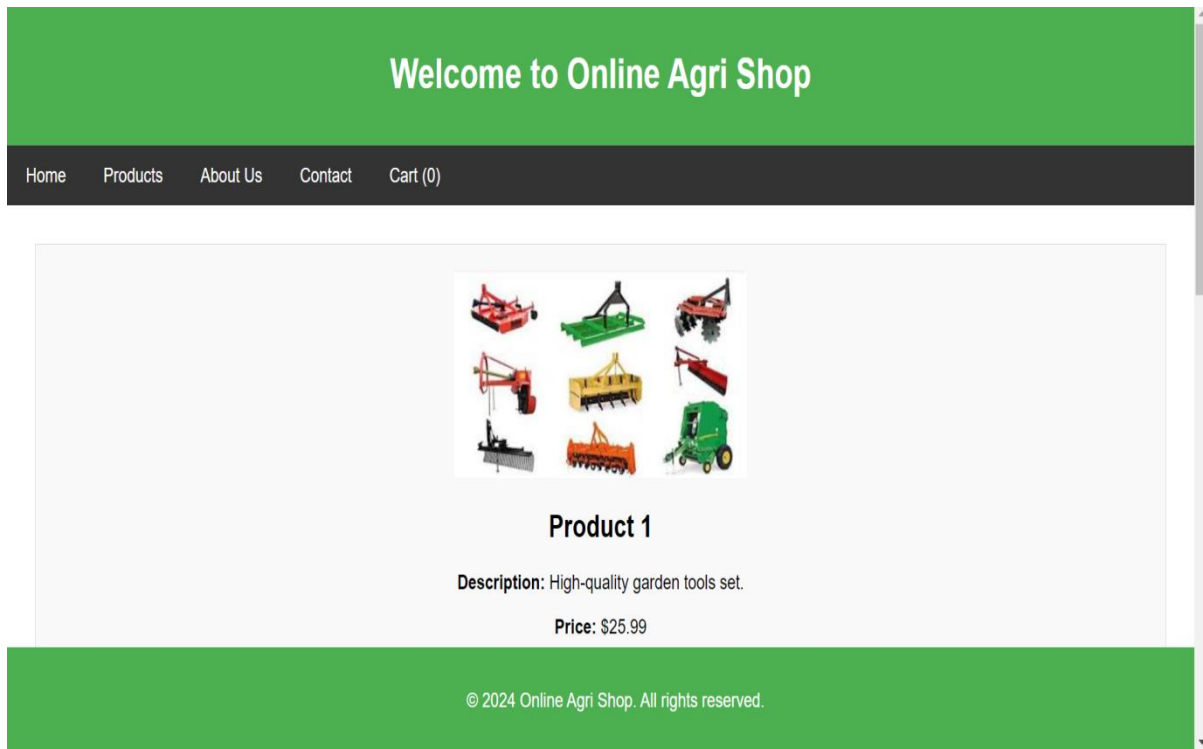 Welcome to Online Agri Shop
Home Products About Us Contact Cart (0)
Product 1
Description: High-quality garden tools set.
Price: $25.99
© 2024 Online Agri Shop. All rights reserved.